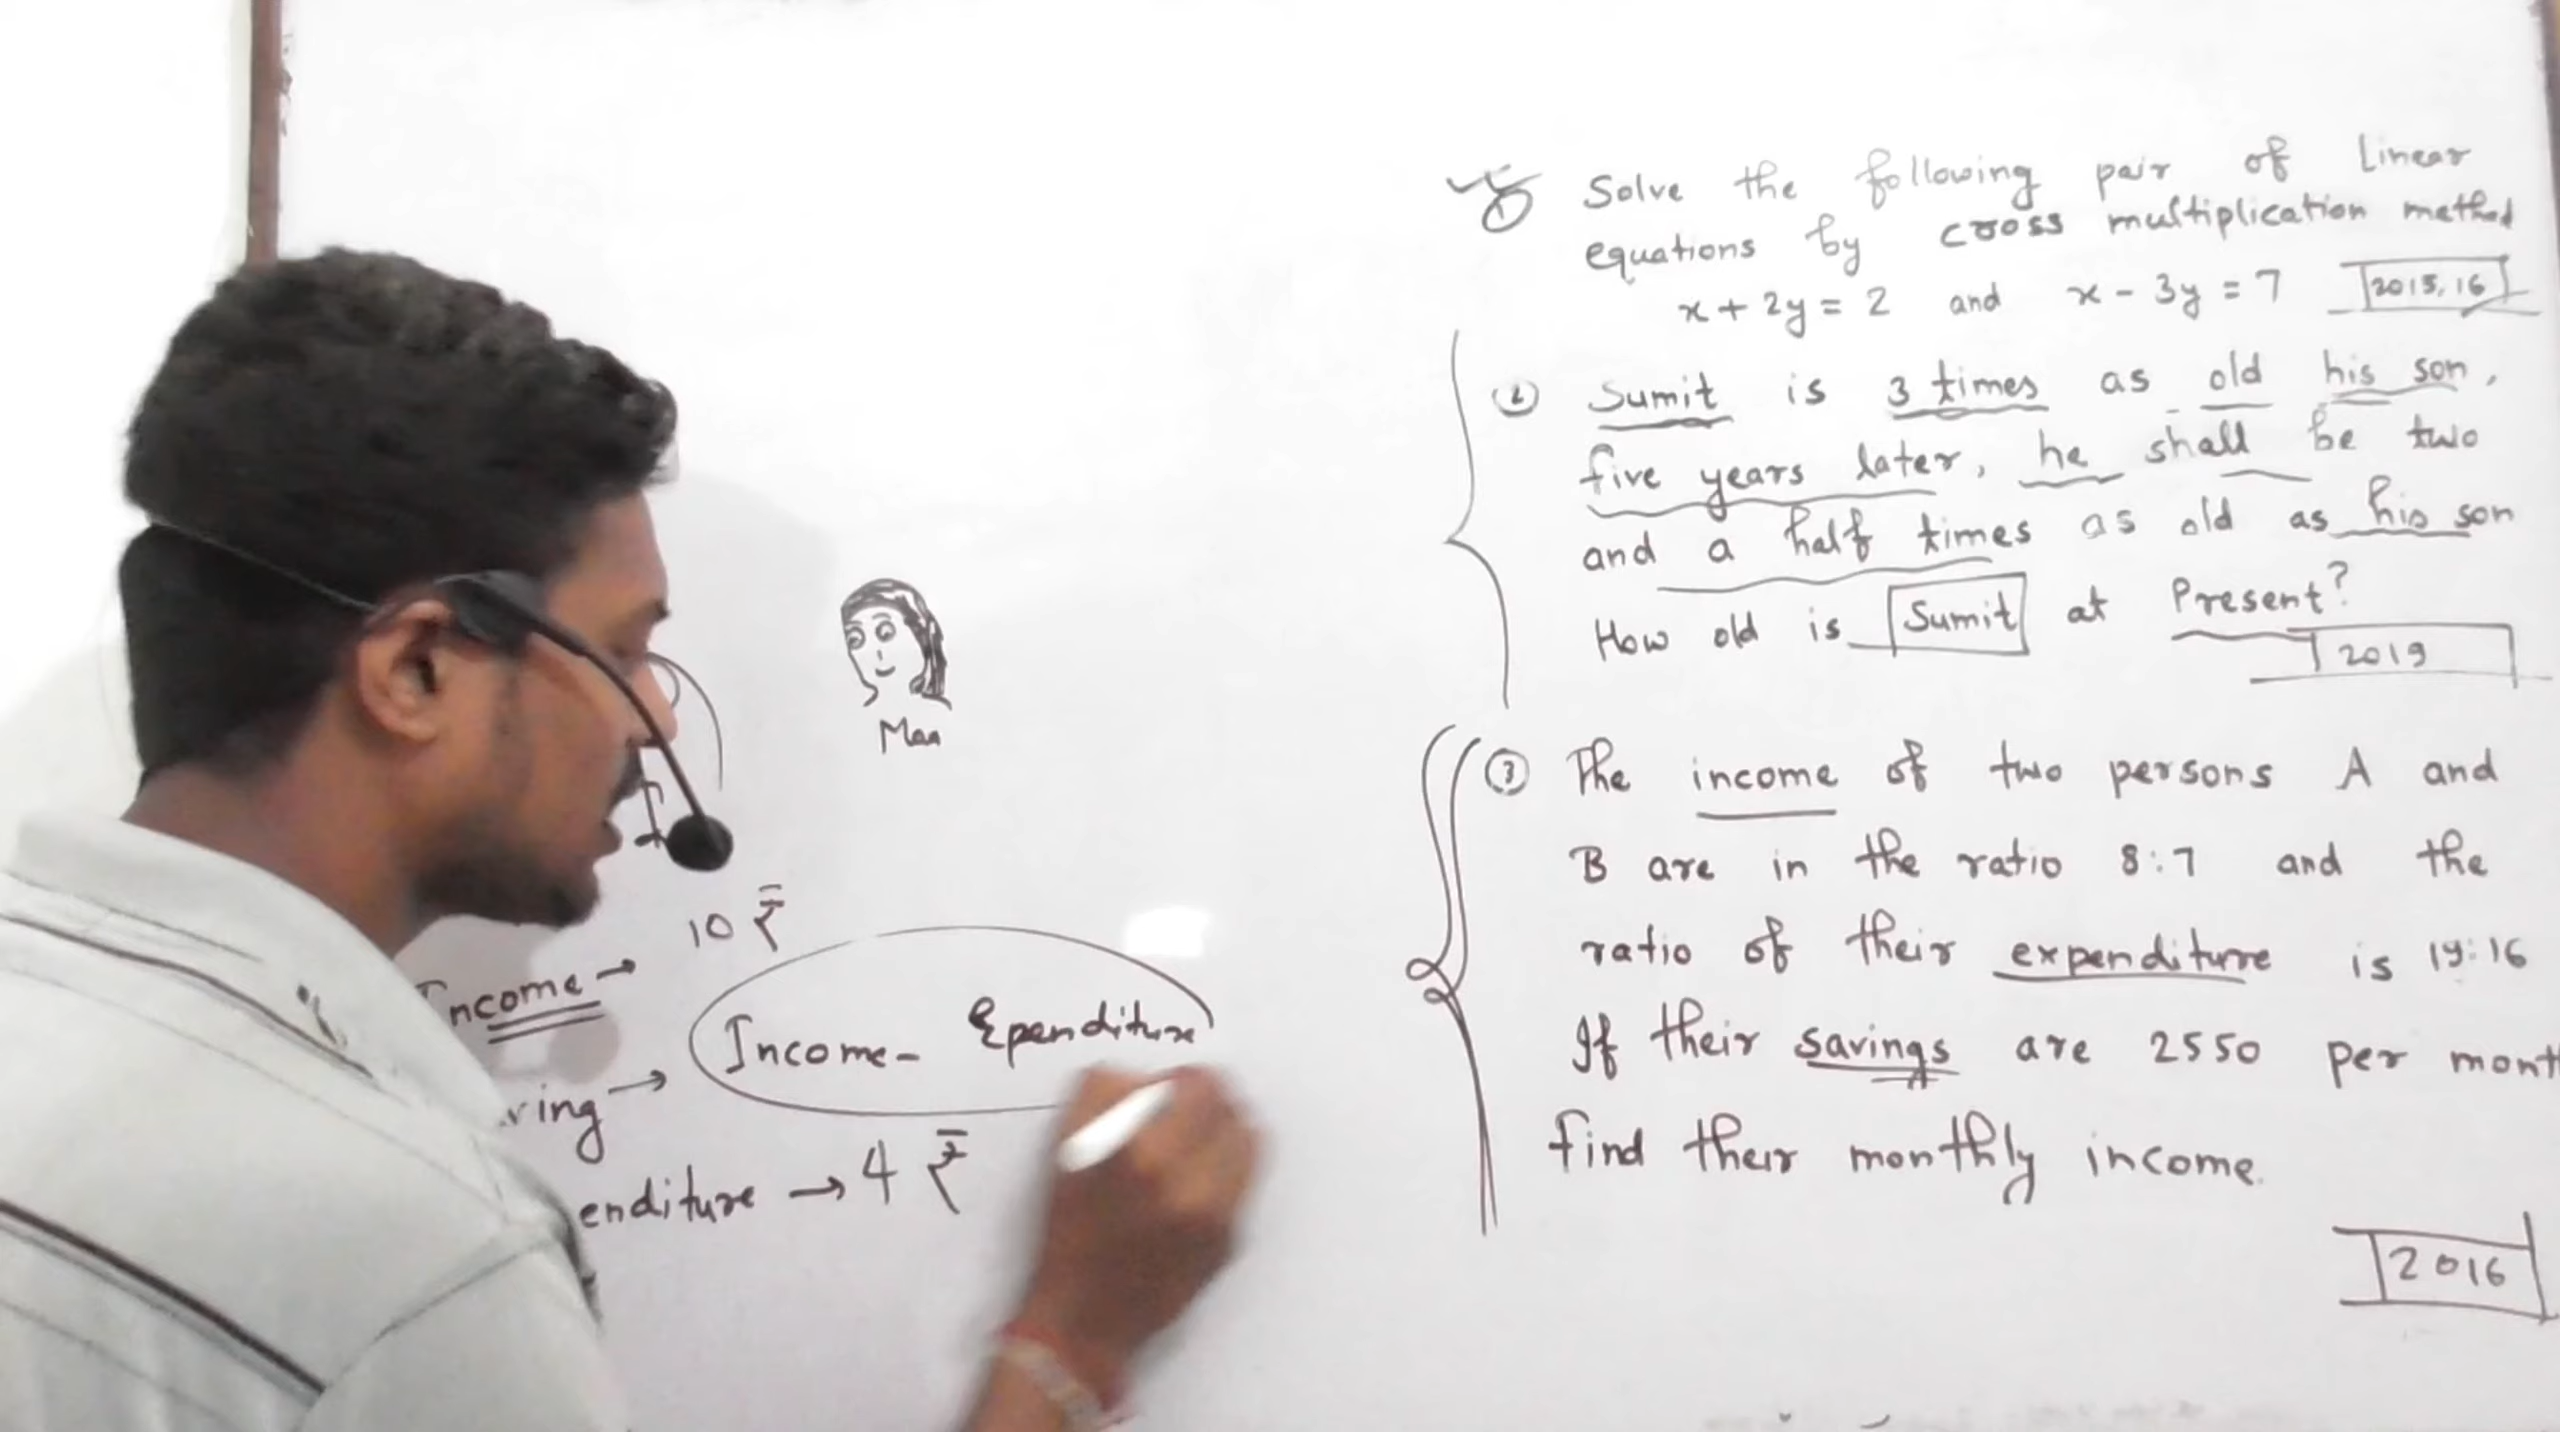 Maa
10 ₹
Income →
ving → Income - Ependiture
enditure → 4 ₹
① Solve the following pair of Linear
equations by cross multiplication method
x + 2y = 2 and x - 3y = 7 2015, 16
② Sumit is 3 times as old his son,
five years later, he shall be two
and a half times as old as his son
How old is Sumit at Present?
2019
③ The income of two persons A and
B are in the ratio 8:7 and the
ratio of their expenditure is 19:16
If their savings are 2550 per mont
find their monthly income.
2016